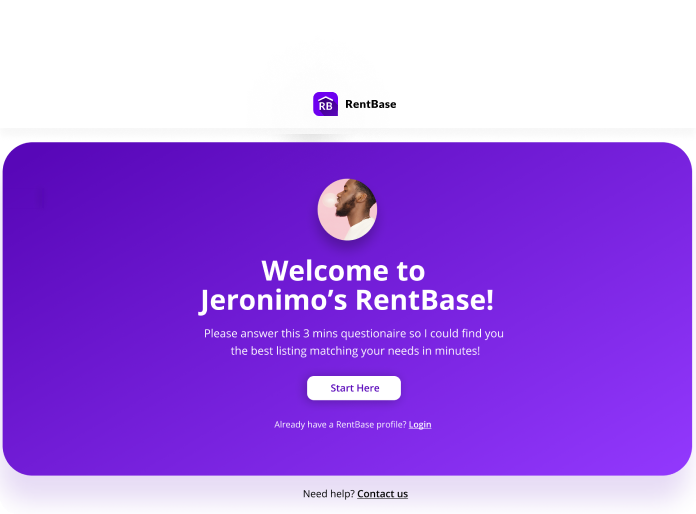 RB RentBase
Welcome to
Jeronimo’s RentBase!
Please answer this 3 mins questionaire so I could find you
the best listing matching your needs in minutes!
Start Here
Already have a RentBase profile? Login
Need help? Contact us